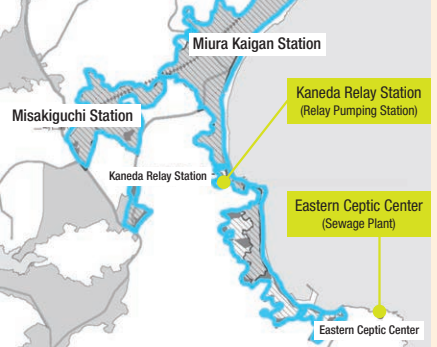 Miura Kaigan Station
Kaneda Relay Station
(Relay Pumping Station)
Misakiguchi Station
Kaneda Relay Station
Eastern Ceptic Center
(Sewage Plant)
Eastern Ceptic Center